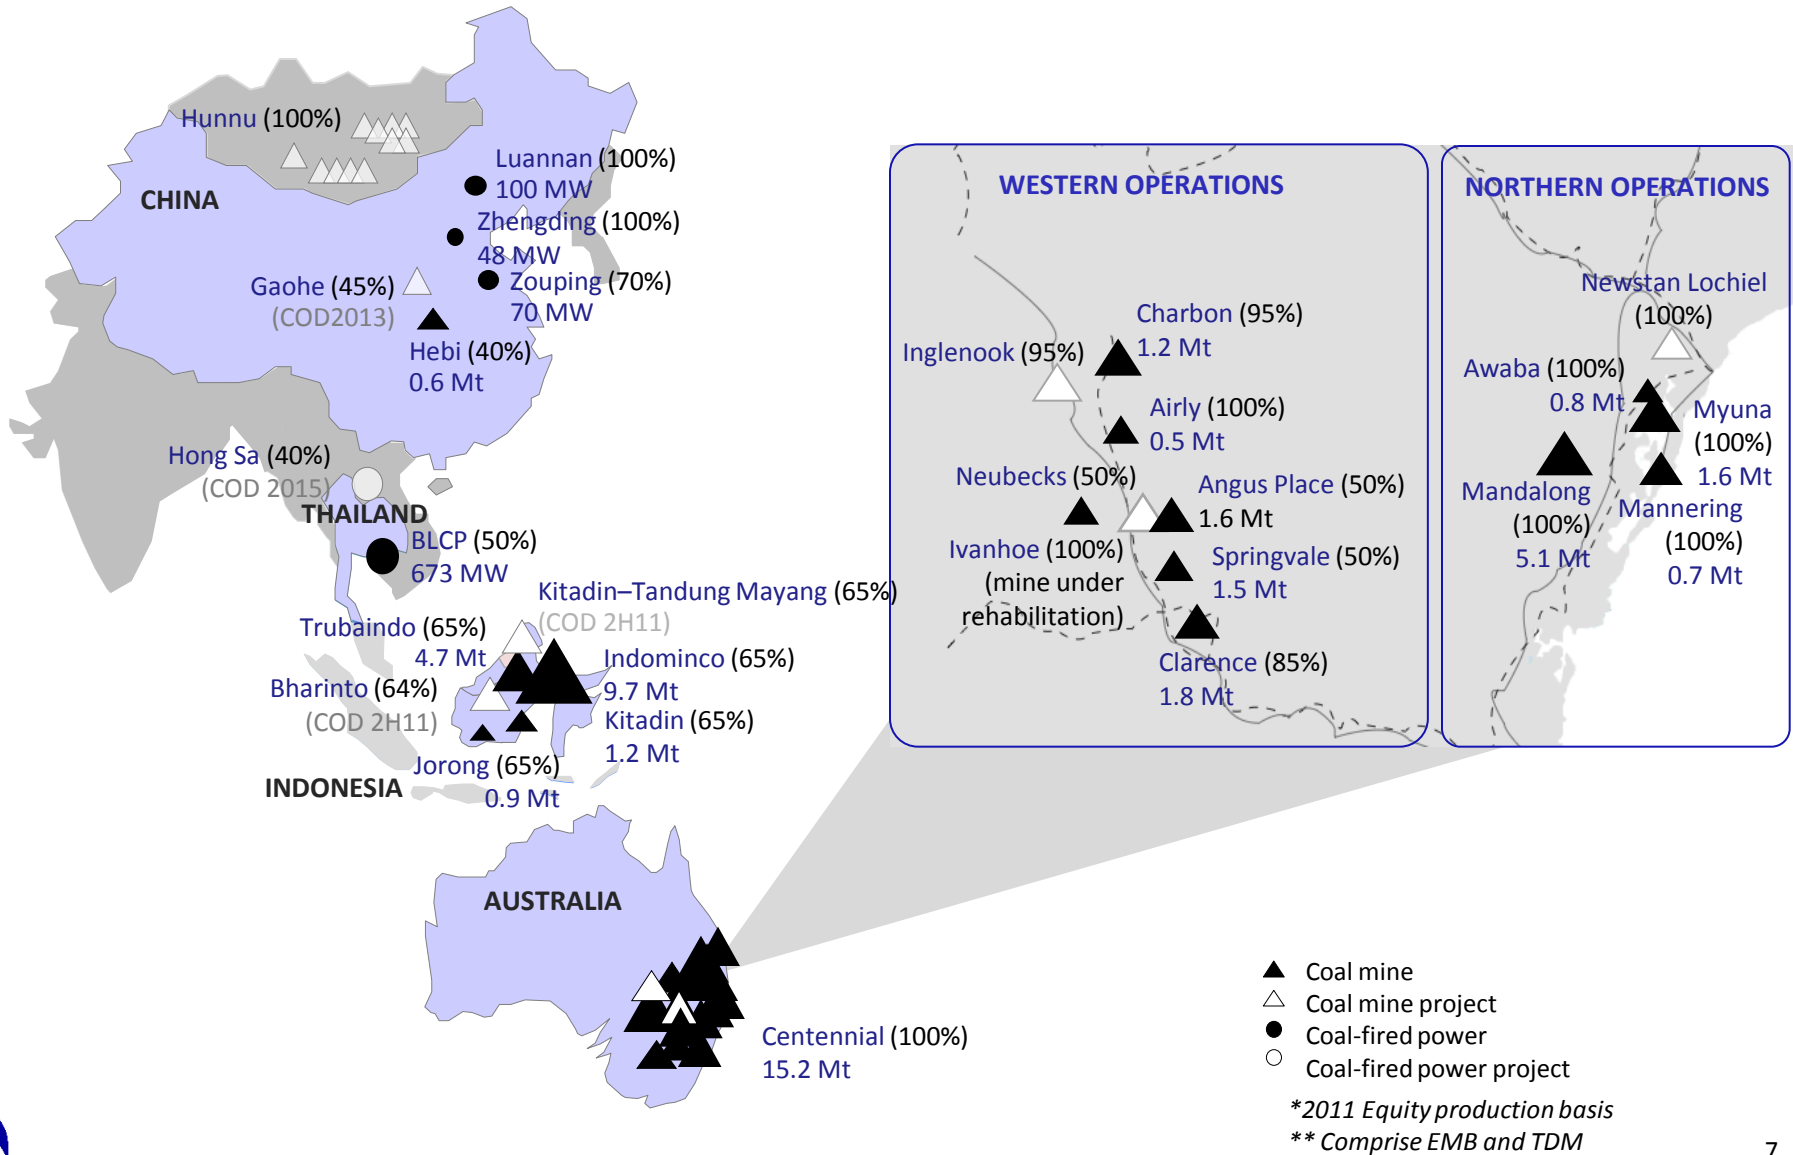 Hunnu (100%)
CHINA
Luannan (100%)
100 MW
Zhengding (100%)
48 MW
Zouping (70%)
70 MW
Gaohe (45%)
(COD2013)
Hebi (40%)
0.6 Mt
Hong Sa (40%)
(COD 2015)
THAILAND
BLCP (50%)
673 MW
Kitadin–Tandung Mayang (65%)
(COD 2H11)
Trubaindo (65%)
4.7 Mt
Indominco (65%)
9.7 Mt
Bharinto (64%)
(COD 2H11)
Kitadin (65%)
1.2 Mt
Jorong (65%)
0.9 Mt
INDONESIA
AUSTRALIA
Centennial (100%)
15.2 Mt
WESTERN OPERATIONS
Charbon (95%)
1.2 Mt
Inglenook (95%)
Airly (100%)
0.5 Mt
Neubecks (50%)
Angus Place (50%)
1.6 Mt
Ivanhoe (100%)
(mine under
rehabilitation)
Springvale (50%)
1.5 Mt
Clarence (85%)
1.8 Mt
NORTHERN OPERATIONS
Newstan Lochiel
(100%)
Awaba (100%)
0.8 Mt
Myuna
(100%)
1.6 Mt
Mandalong
(100%)
5.1 Mt
Mannering
(100%)
0.7 Mt
Coal mine
Coal mine project
Coal-fired power
Coal-fired power project
*2011 Equity production basis
** Comprise EMB and TDM
7